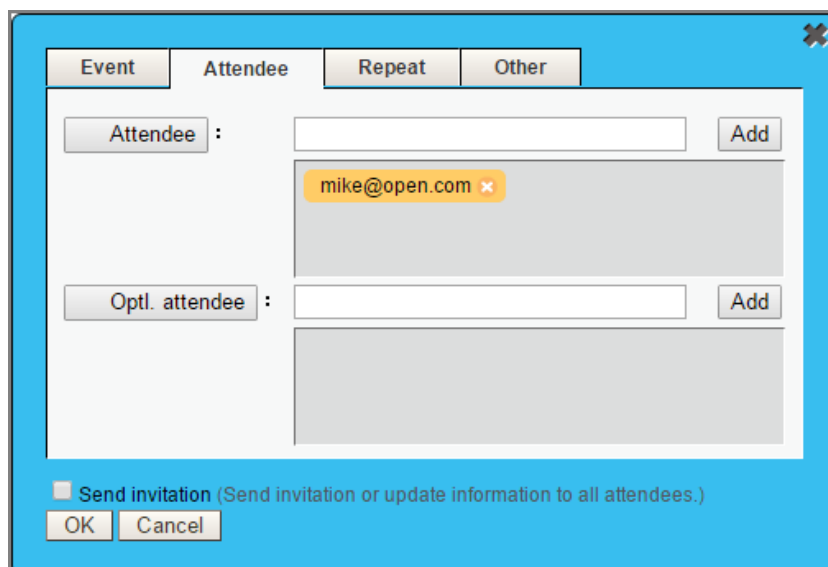 Event Attendee Repeat Other
Attendee : Add
mike@open.com
Optl. attendee : Add
Send invitation (Send invitation or update information to all attendees.)
OK Cancel